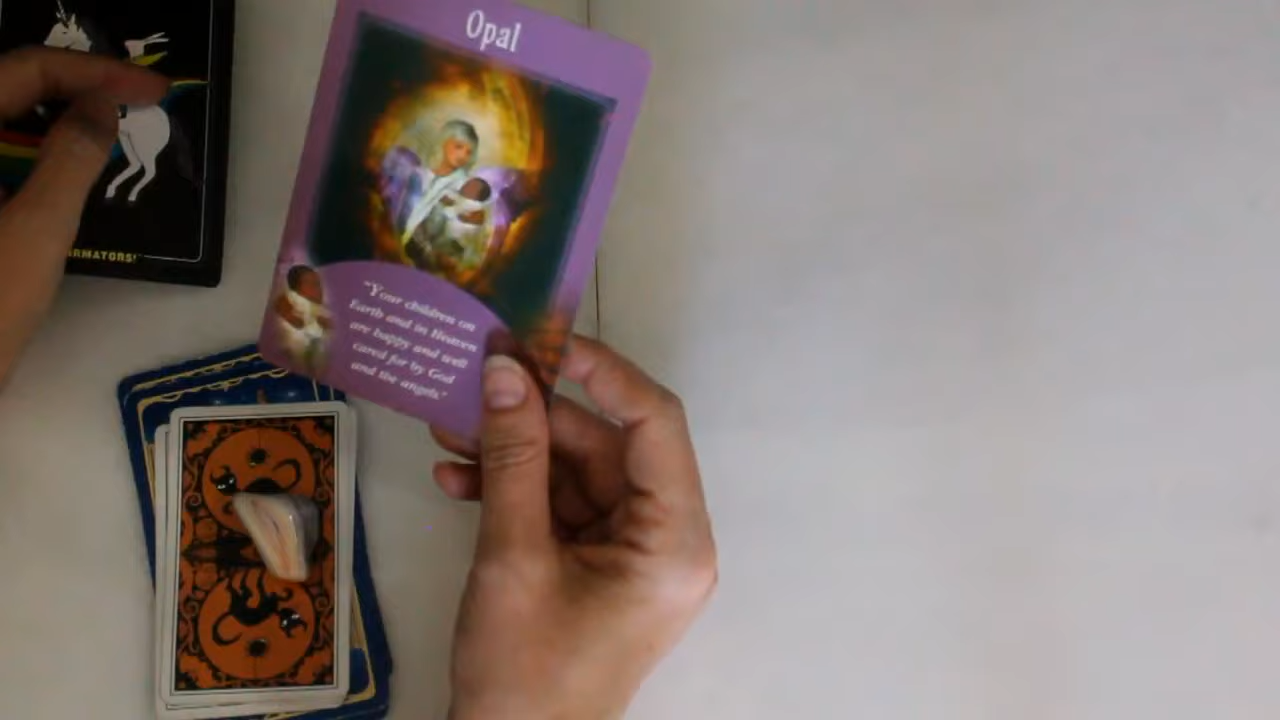 Opal
"Your children on
Earth and in Heaven
are happy and well
cared for by God
and the angels."
RMATORS!